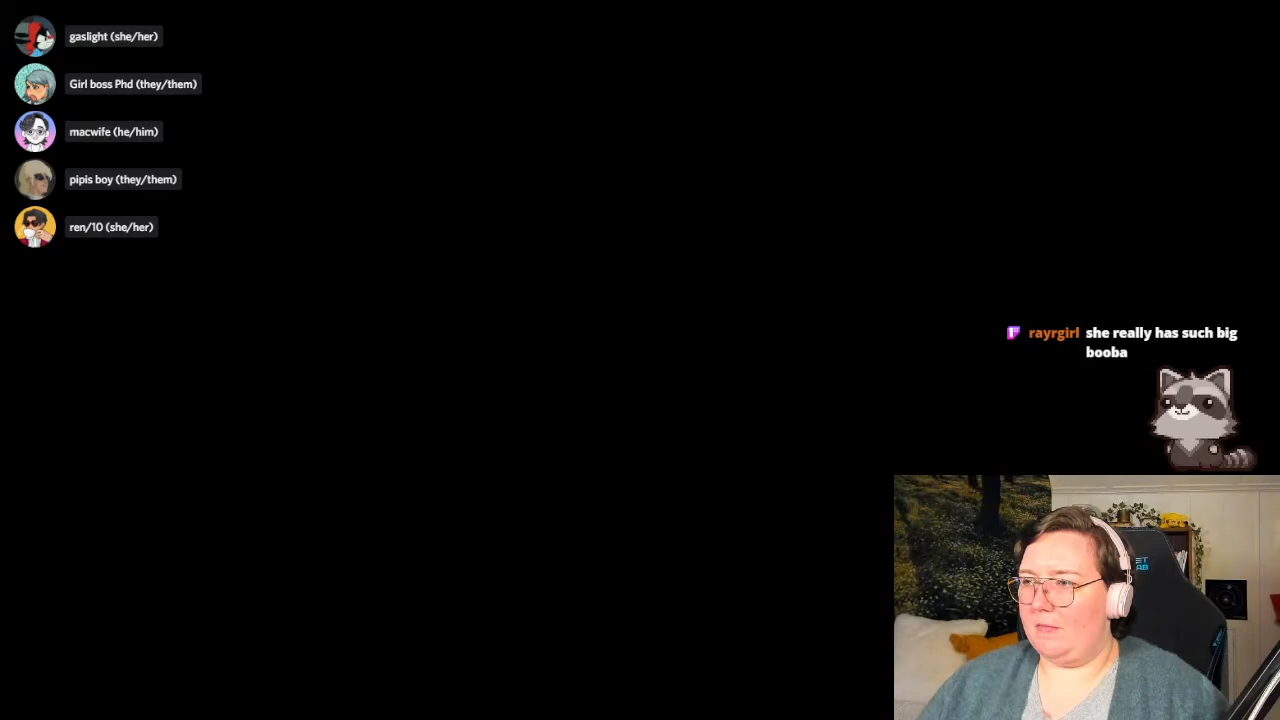 gaslight (she/her)
Girl boss Phd (they/them)
macwife (he/him)
pipis boy (they/them)
ren/10 (she/her)
rayrgirl she really has such big
booba